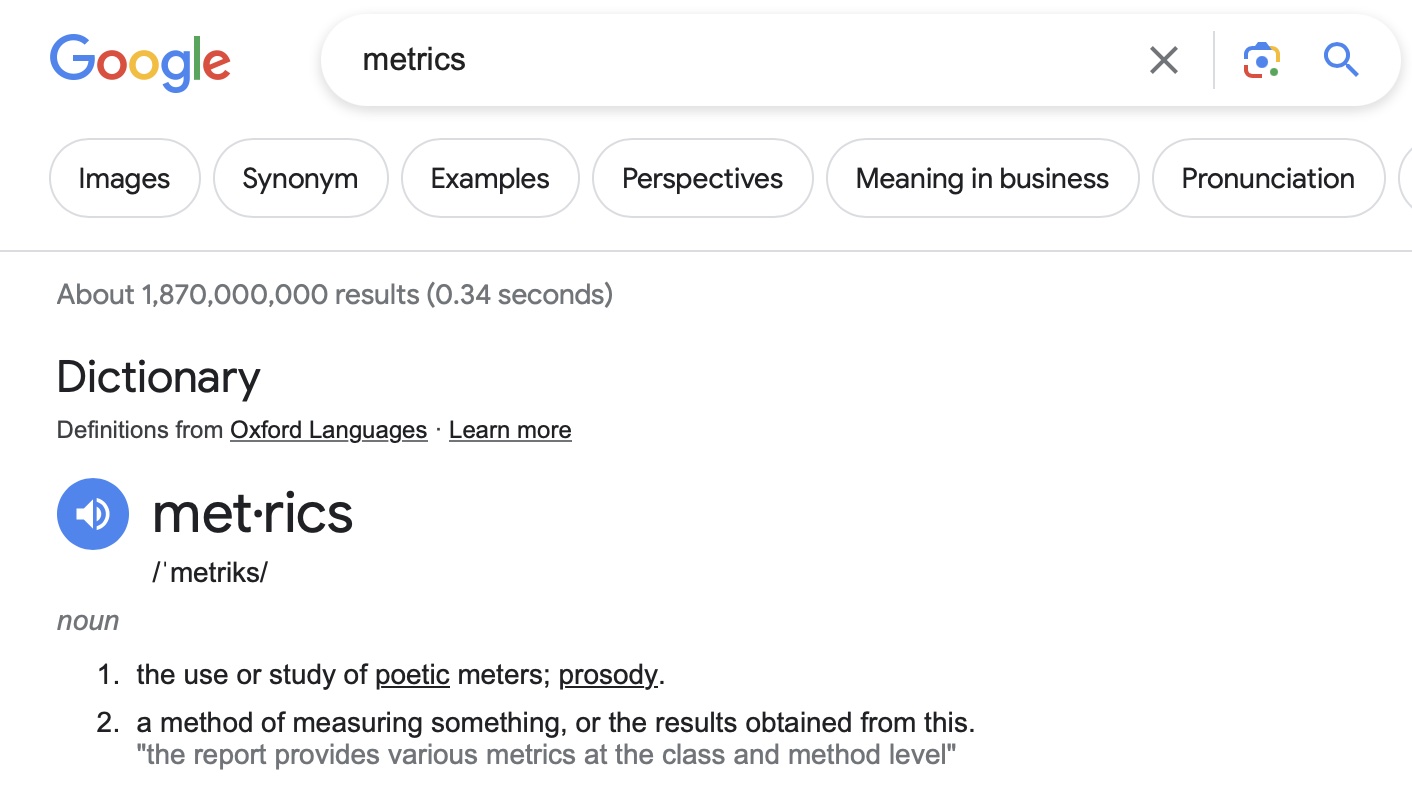 Google
metrics
Images
Synonym
Examples
Perspectives
Meaning in business
Pronunciation
About 1,870,000,000 results (0.34 seconds)
Dictionary
Definitions from Oxford Languages · Learn more
met·rics
/ˈmetriks/
noun
1. the use or study of poetic meters; prosody.
2. a method of measuring something, or the results obtained from this.
"the report provides various metrics at the class and method level"